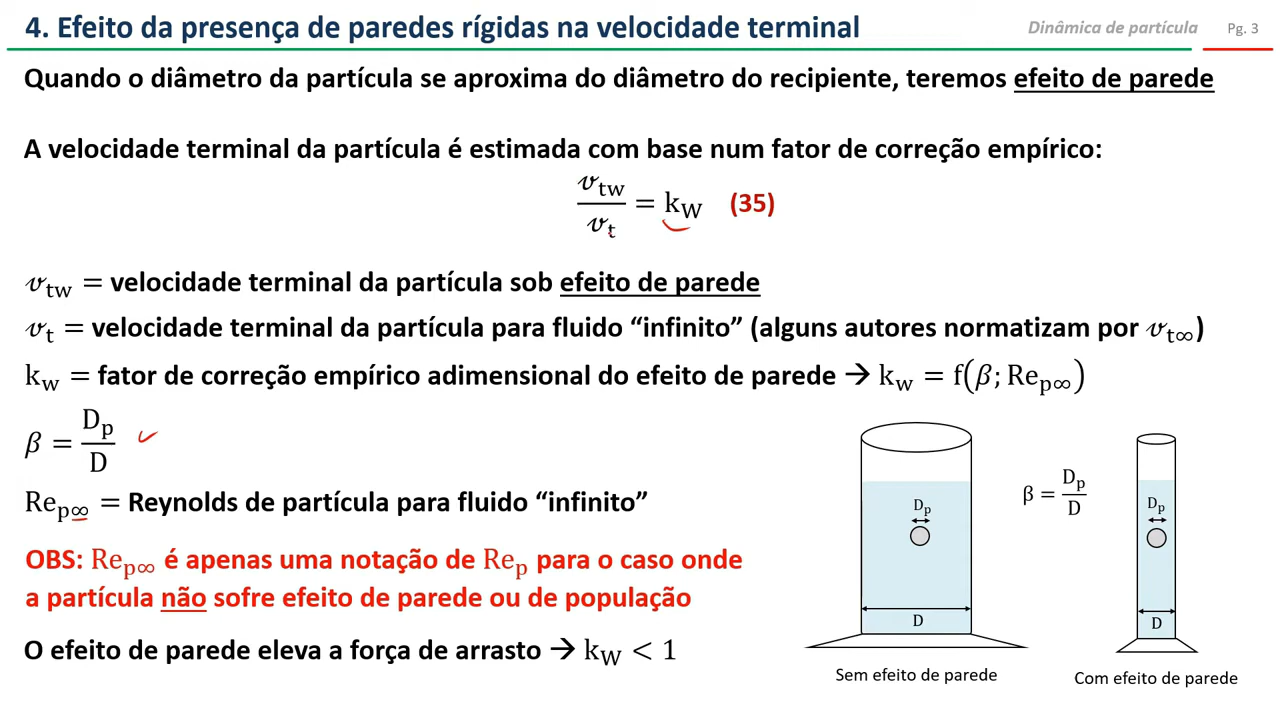 4. Efeito da presença de paredes rígidas na velocidade terminal
Dinâmica de partícula
Pg. 3
Quando o diâmetro da partícula se aproxima do diâmetro do recipiente, teremos efeito de parede
A velocidade terminal da partícula é estimada com base num fator de correção empírico:
𝓋tw / 𝓋t = kW (35)
𝓋tw = velocidade terminal da partícula sob efeito de parede
𝓋t = velocidade terminal da partícula para fluido “infinito” (alguns autores normatizam por 𝓋t∞)
kw = fator de correção empírico adimensional do efeito de parede → kw = f(β; Rep∞)
β = Dp / D
Rep∞ = Reynolds de partícula para fluido “infinito”
OBS: Rep∞ é apenas uma notação de Rep para o caso onde
a partícula não sofre efeito de parede ou de população
O efeito de parede eleva a força de arrasto → kW < 1
Dp
D
Sem efeito de parede
β = Dp / D
Dp
D
Com efeito de parede